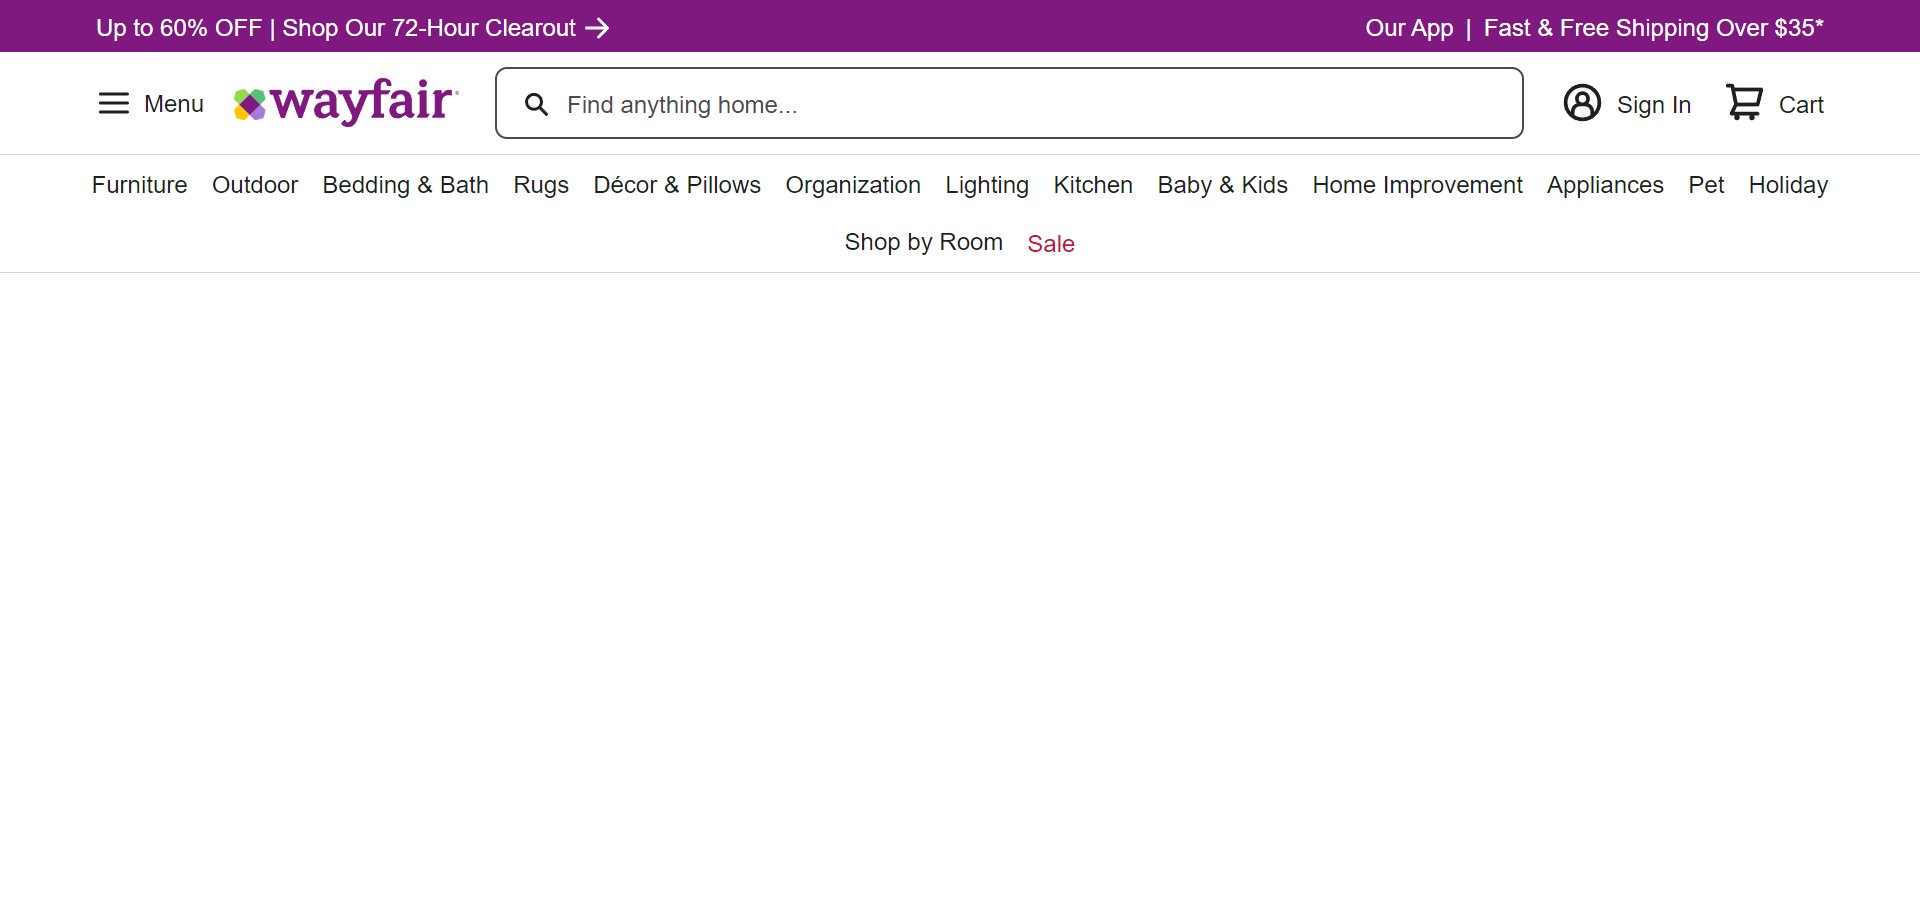 Up to 60% OFF | Shop Our 72-Hour Clearout
Our App | Fast & Free Shipping Over $35*
Menu
wayfair
Find anything home...
Sign In
Cart
Furniture Outdoor Bedding & Bath Rugs Décor & Pillows Organization Lighting Kitchen Baby & Kids Home Improvement Appliances Pet Holiday
Shop by Room Sale